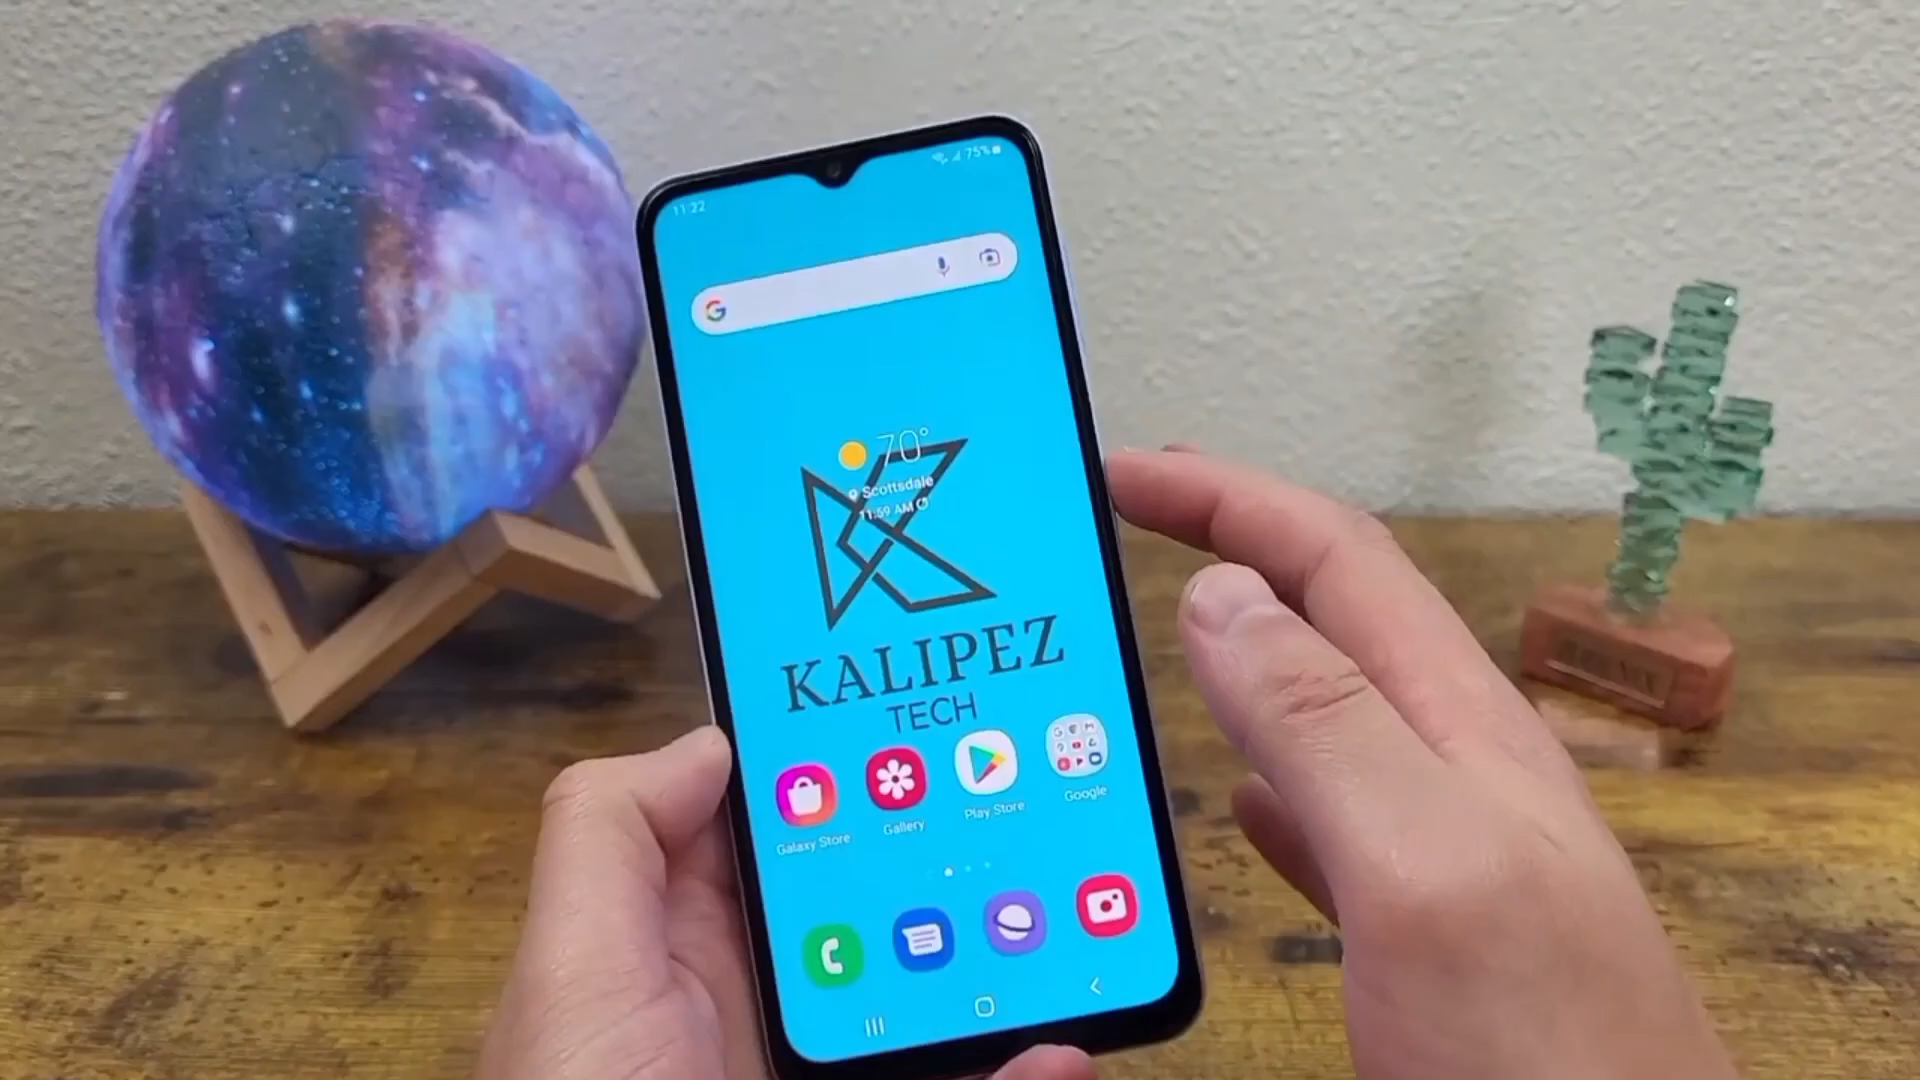 11:22
75%
70°
Scottsdale
11:59 AM
KALIPEZ
TECH
Galaxy Store
Gallery
Play Store
Google